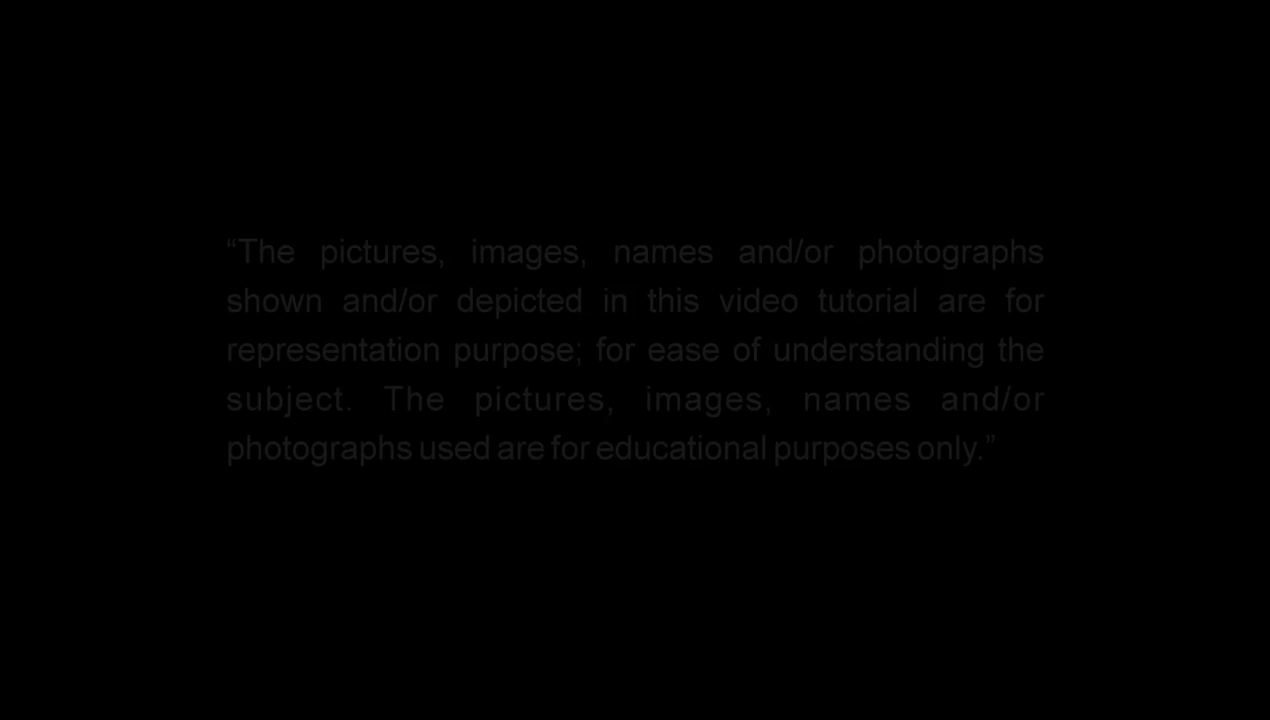 “The pictures, images, names and/or photographs
shown and/or depicted in this video tutorial are for
representation purpose; for ease of understanding the
subject. The pictures, images, names and/or
photographs used are for educational purposes only.”